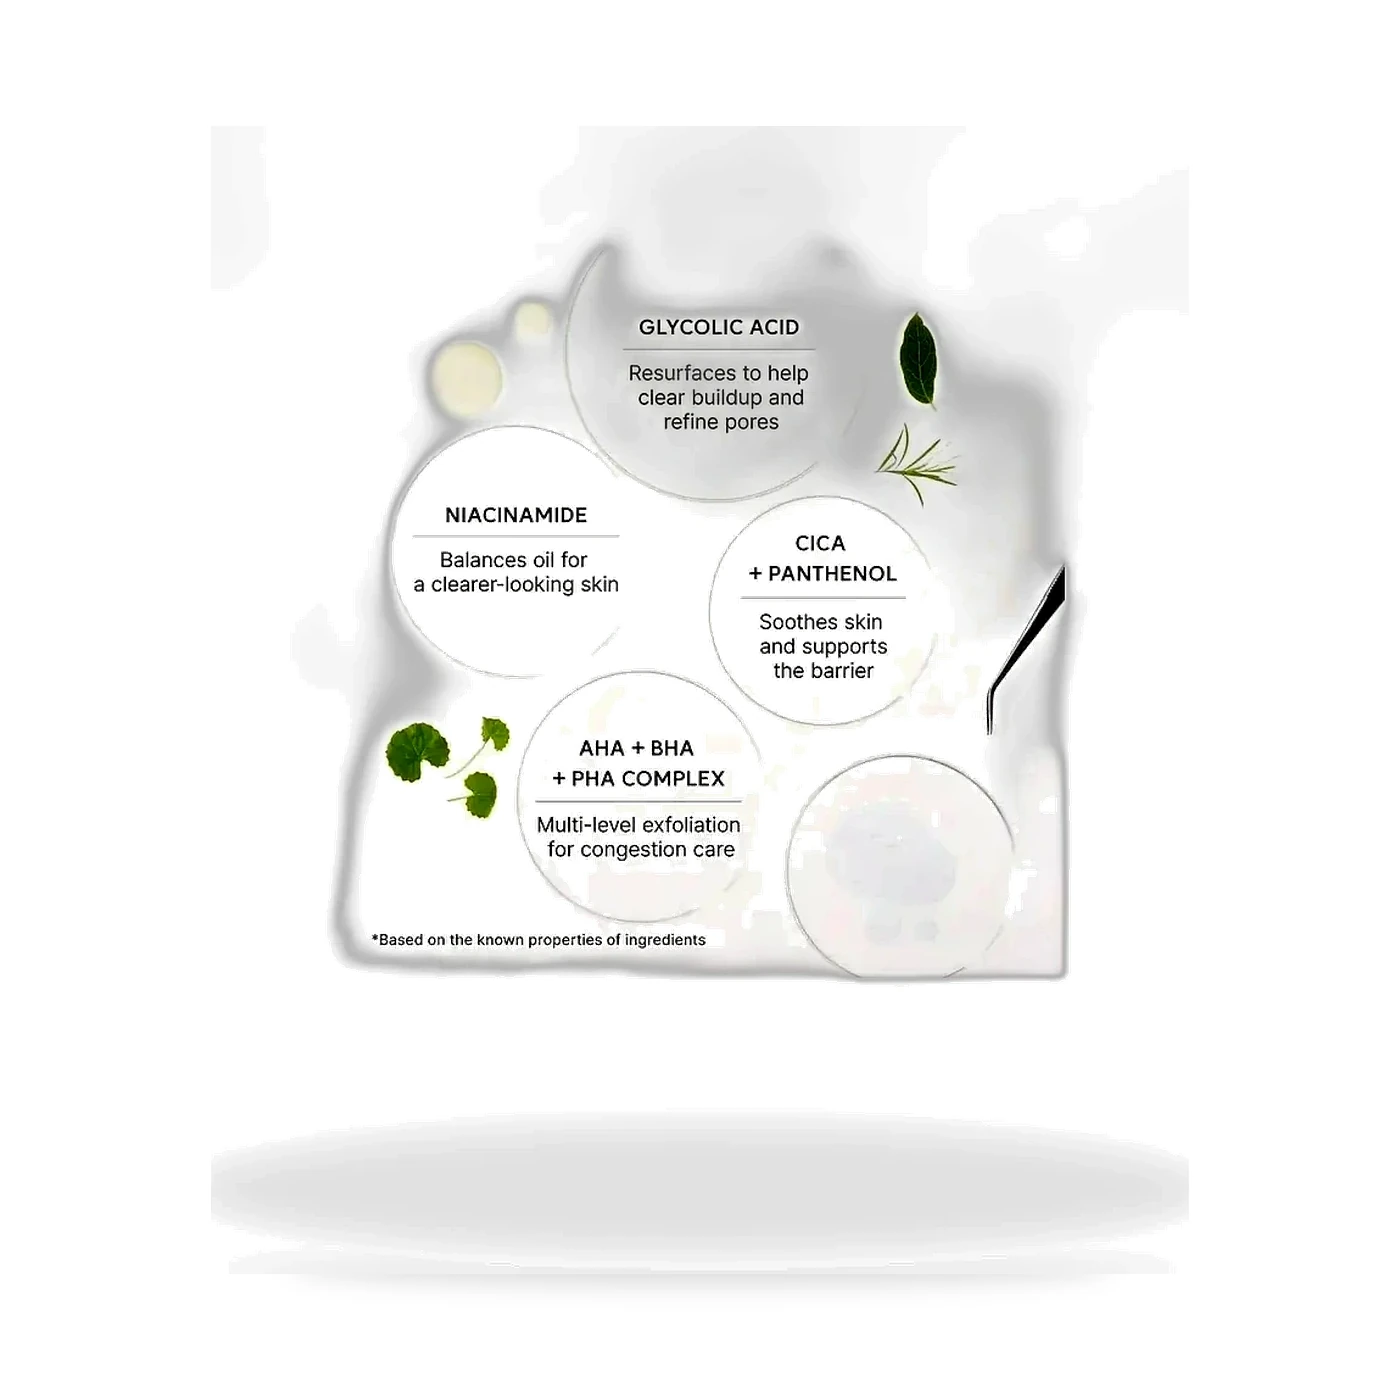 GLYCOLIC ACID
Resurfaces to help
clear buildup and
refine pores
NIACINAMIDE
Balances oil for
a clearer-looking skin
CICA
+ PANTHENOL
Soothes skin
and supports
the barrier
AHA + BHA
+ PHA COMPLEX
Multi-level exfoliation
for congestion care
*Based on the known properties of ingredients